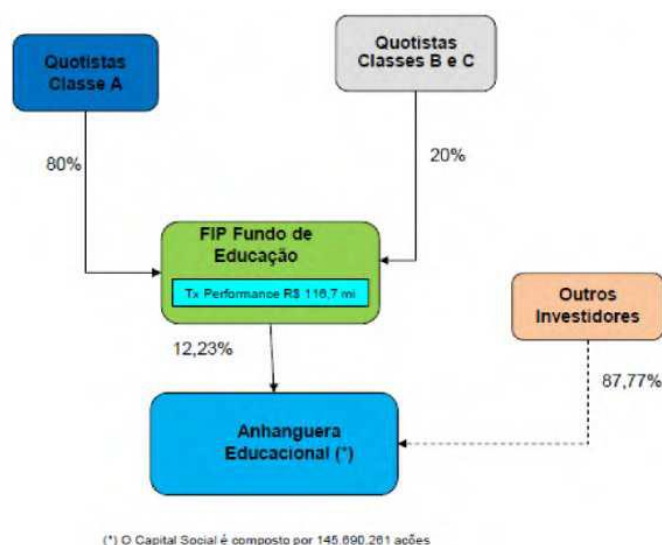 Quotistas
Classe A
Quotistas
Classes B e C
80%
20%
FIP Fundo de
Educação
Tx Performance R$ 116,7 mi
Outros
Investidores
12,23%
87,77%
Anhanguera
Educacional (*)
(*) O Capital Social é composto por 145.690.261 ações